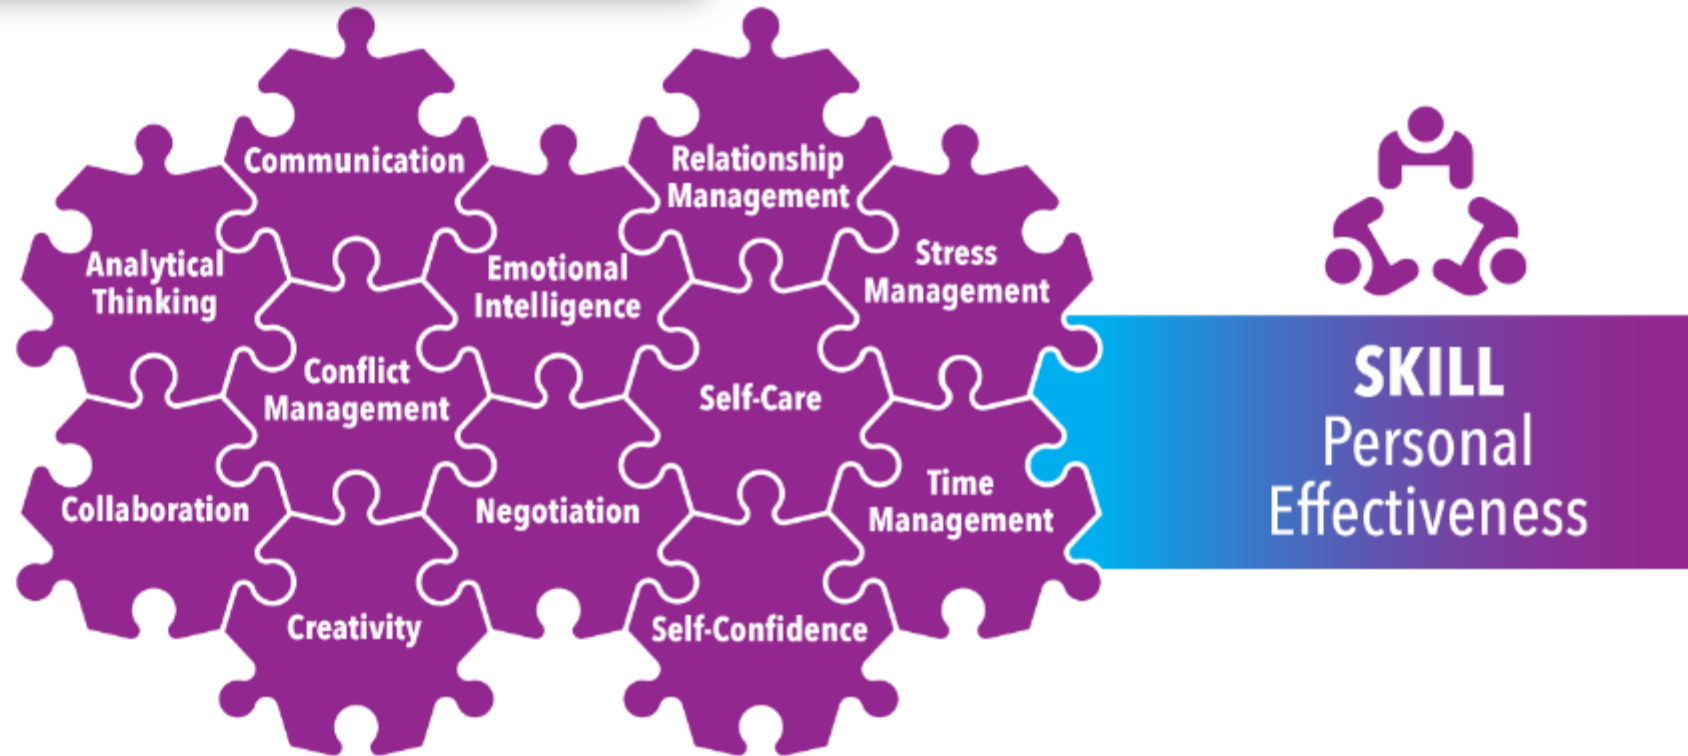 Communication
Relationship
Management
Analytical
Thinking
Emotional
Intelligence
Stress
Management
Conflict
Management
Self-Care
Collaboration
Negotiation
Time
Management
Creativity
Self-Confidence
SKILL
Personal
Effectiveness